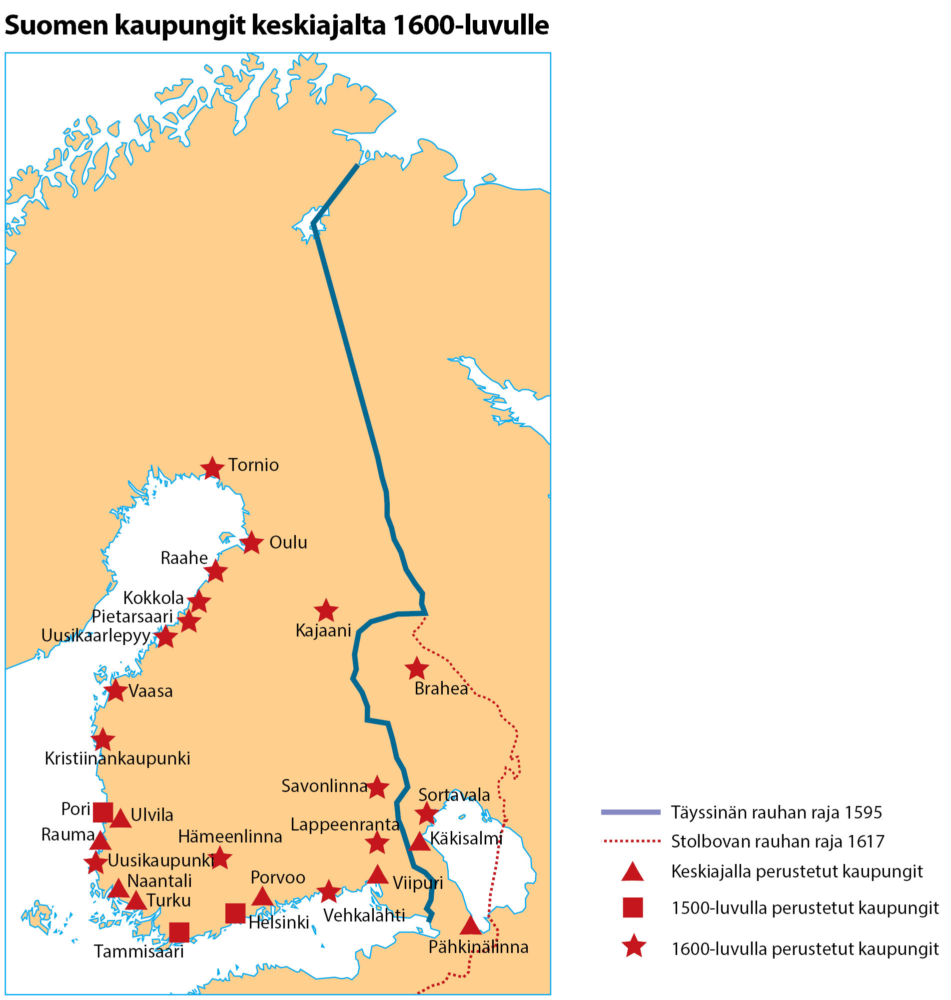 Suomen kaupungit keskiajalta 1600-luvulle
Tornio
Oulu
Raahe
Kokkola
Pietarsaari
Uusikaarlepyy
Kajaani
Brahea
Vaasa
Kristiinankaupunki
Savonlinna
Sortavala
Pori
Ulvila
Lappeenranta
Rauma
Hämeenlinna
Käkisalmi
Uusikaupunki
Naantali
Porvoo
Viipuri
Turku
Helsinki
Vehkalahti
Tammisaari
Pähkinälinna
Täyssinän rauhan raja 1595
Stolbovan rauhan raja 1617
Keskiajalla perustetut kaupungit
1500-luvulla perustetut kaupungit
1600-luvulla perustetut kaupungit